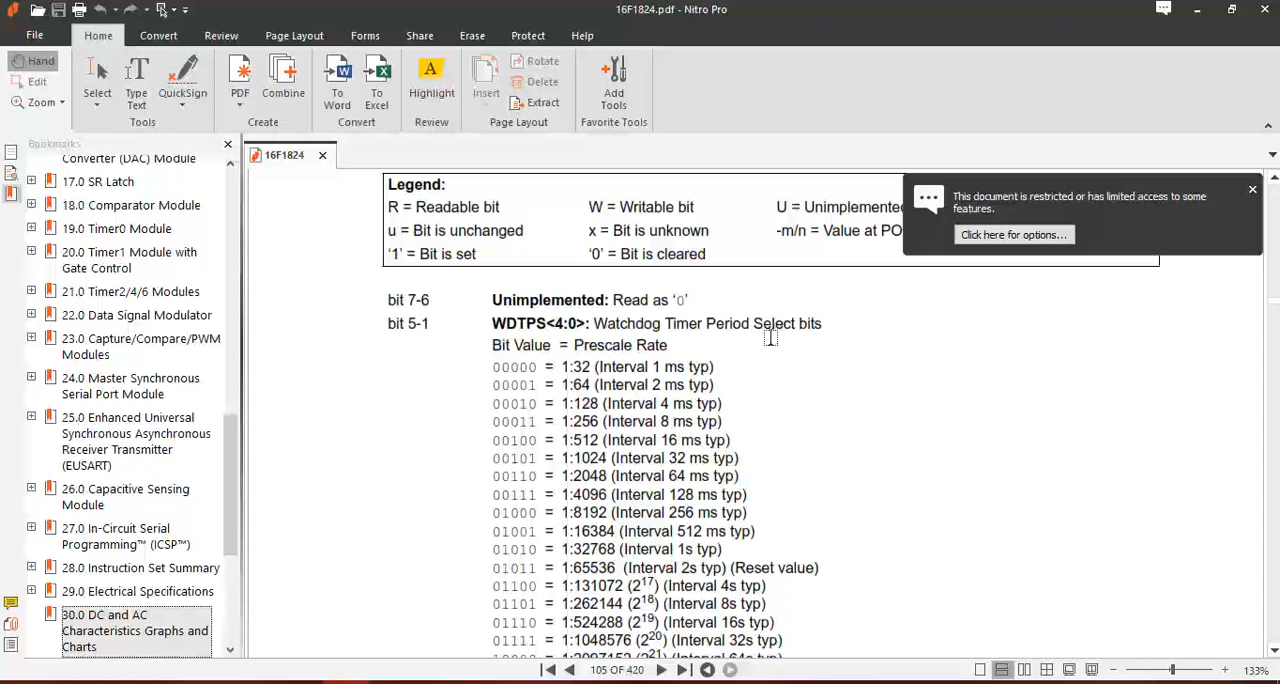 16F1824.pdf - Nitro Pro
File Home Convert Review Page Layout Forms Share Erase Protect Help
Hand
Edit
Zoom
Select
Type Text
QuickSign
Tools
PDF
Combine
Create
To Word
To Excel
Convert
Highlight
Review
Insert
Rotate
Delete
Extract
Page Layout
Add Tools
Favorite Tools
Bookmarks
16F1824
Converter (DAC) Module
17.0 SR Latch
18.0 Comparator Module
19.0 Timer0 Module
20.0 Timer1 Module with
Gate Control
21.0 Timer2/4/6 Modules
22.0 Data Signal Modulator
23.0 Capture/Compare/PWM
Modules
24.0 Master Synchronous
Serial Port Module
25.0 Enhanced Universal
Synchronous Asynchronous
Receiver Transmitter
(EUSART)
26.0 Capacitive Sensing
Module
27.0 In-Circuit Serial
Programming™ (ICSP™)
28.0 Instruction Set Summary
29.0 Electrical Specifications
30.0 DC and AC
Characteristics Graphs and
Charts
Legend:
R = Readable bit W = Writable bit U = Unimplemented
u = Bit is unchanged x = Bit is unknown -m/n = Value at PO
‘1’ = Bit is set ‘0’ = Bit is cleared
This document is restricted or has limited access to some
features.
Click here for options...
bit 7-6 Unimplemented: Read as ‘0’
bit 5-1 WDTPS<4:0>: Watchdog Timer Period Select bits
Bit Value = Prescale Rate
00000 = 1:32 (Interval 1 ms typ)
00001 = 1:64 (Interval 2 ms typ)
00010 = 1:128 (Interval 4 ms typ)
00011 = 1:256 (Interval 8 ms typ)
00100 = 1:512 (Interval 16 ms typ)
00101 = 1:1024 (Interval 32 ms typ)
00110 = 1:2048 (Interval 64 ms typ)
00111 = 1:4096 (Interval 128 ms typ)
01000 = 1:8192 (Interval 256 ms typ)
01001 = 1:16384 (Interval 512 ms typ)
01010 = 1:32768 (Interval 1s typ)
01011 = 1:65536 (Interval 2s typ) (Reset value)
01100 = 1:131072 (2¹⁷) (Interval 4s typ)
01101 = 1:262144 (2¹⁸) (Interval 8s typ)
01110 = 1:524288 (2¹⁹) (Interval 16s typ)
01111 = 1:1048576 (2²⁰) (Interval 32s typ)
10000 = 1:2097152 (2²¹) (Interval 64s typ)
105 OF 420
133%